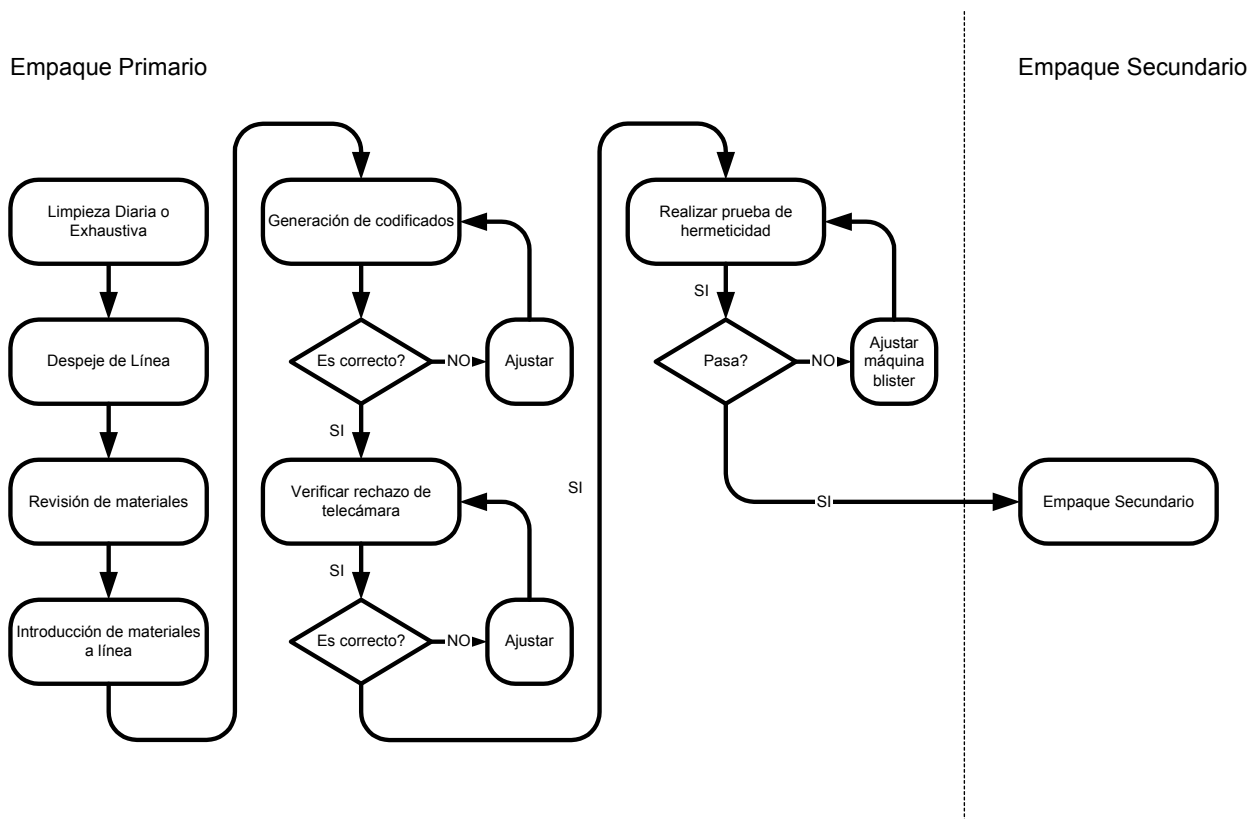 Empaque Primario
Empaque Secundario
Limpieza Diaria o
Exhaustiva
Despeje de Línea
Revisión de materiales
Introducción de materiales
a línea
Generación de codificados
Es correcto?
NO
Ajustar
SI
Verificar rechazo de
telecámara
SI
Es correcto?
NO
Ajustar
SI
Realizar prueba de
hermeticidad
SI
Pasa?
NO
Ajustar
máquina
blister
SI
Empaque Secundario